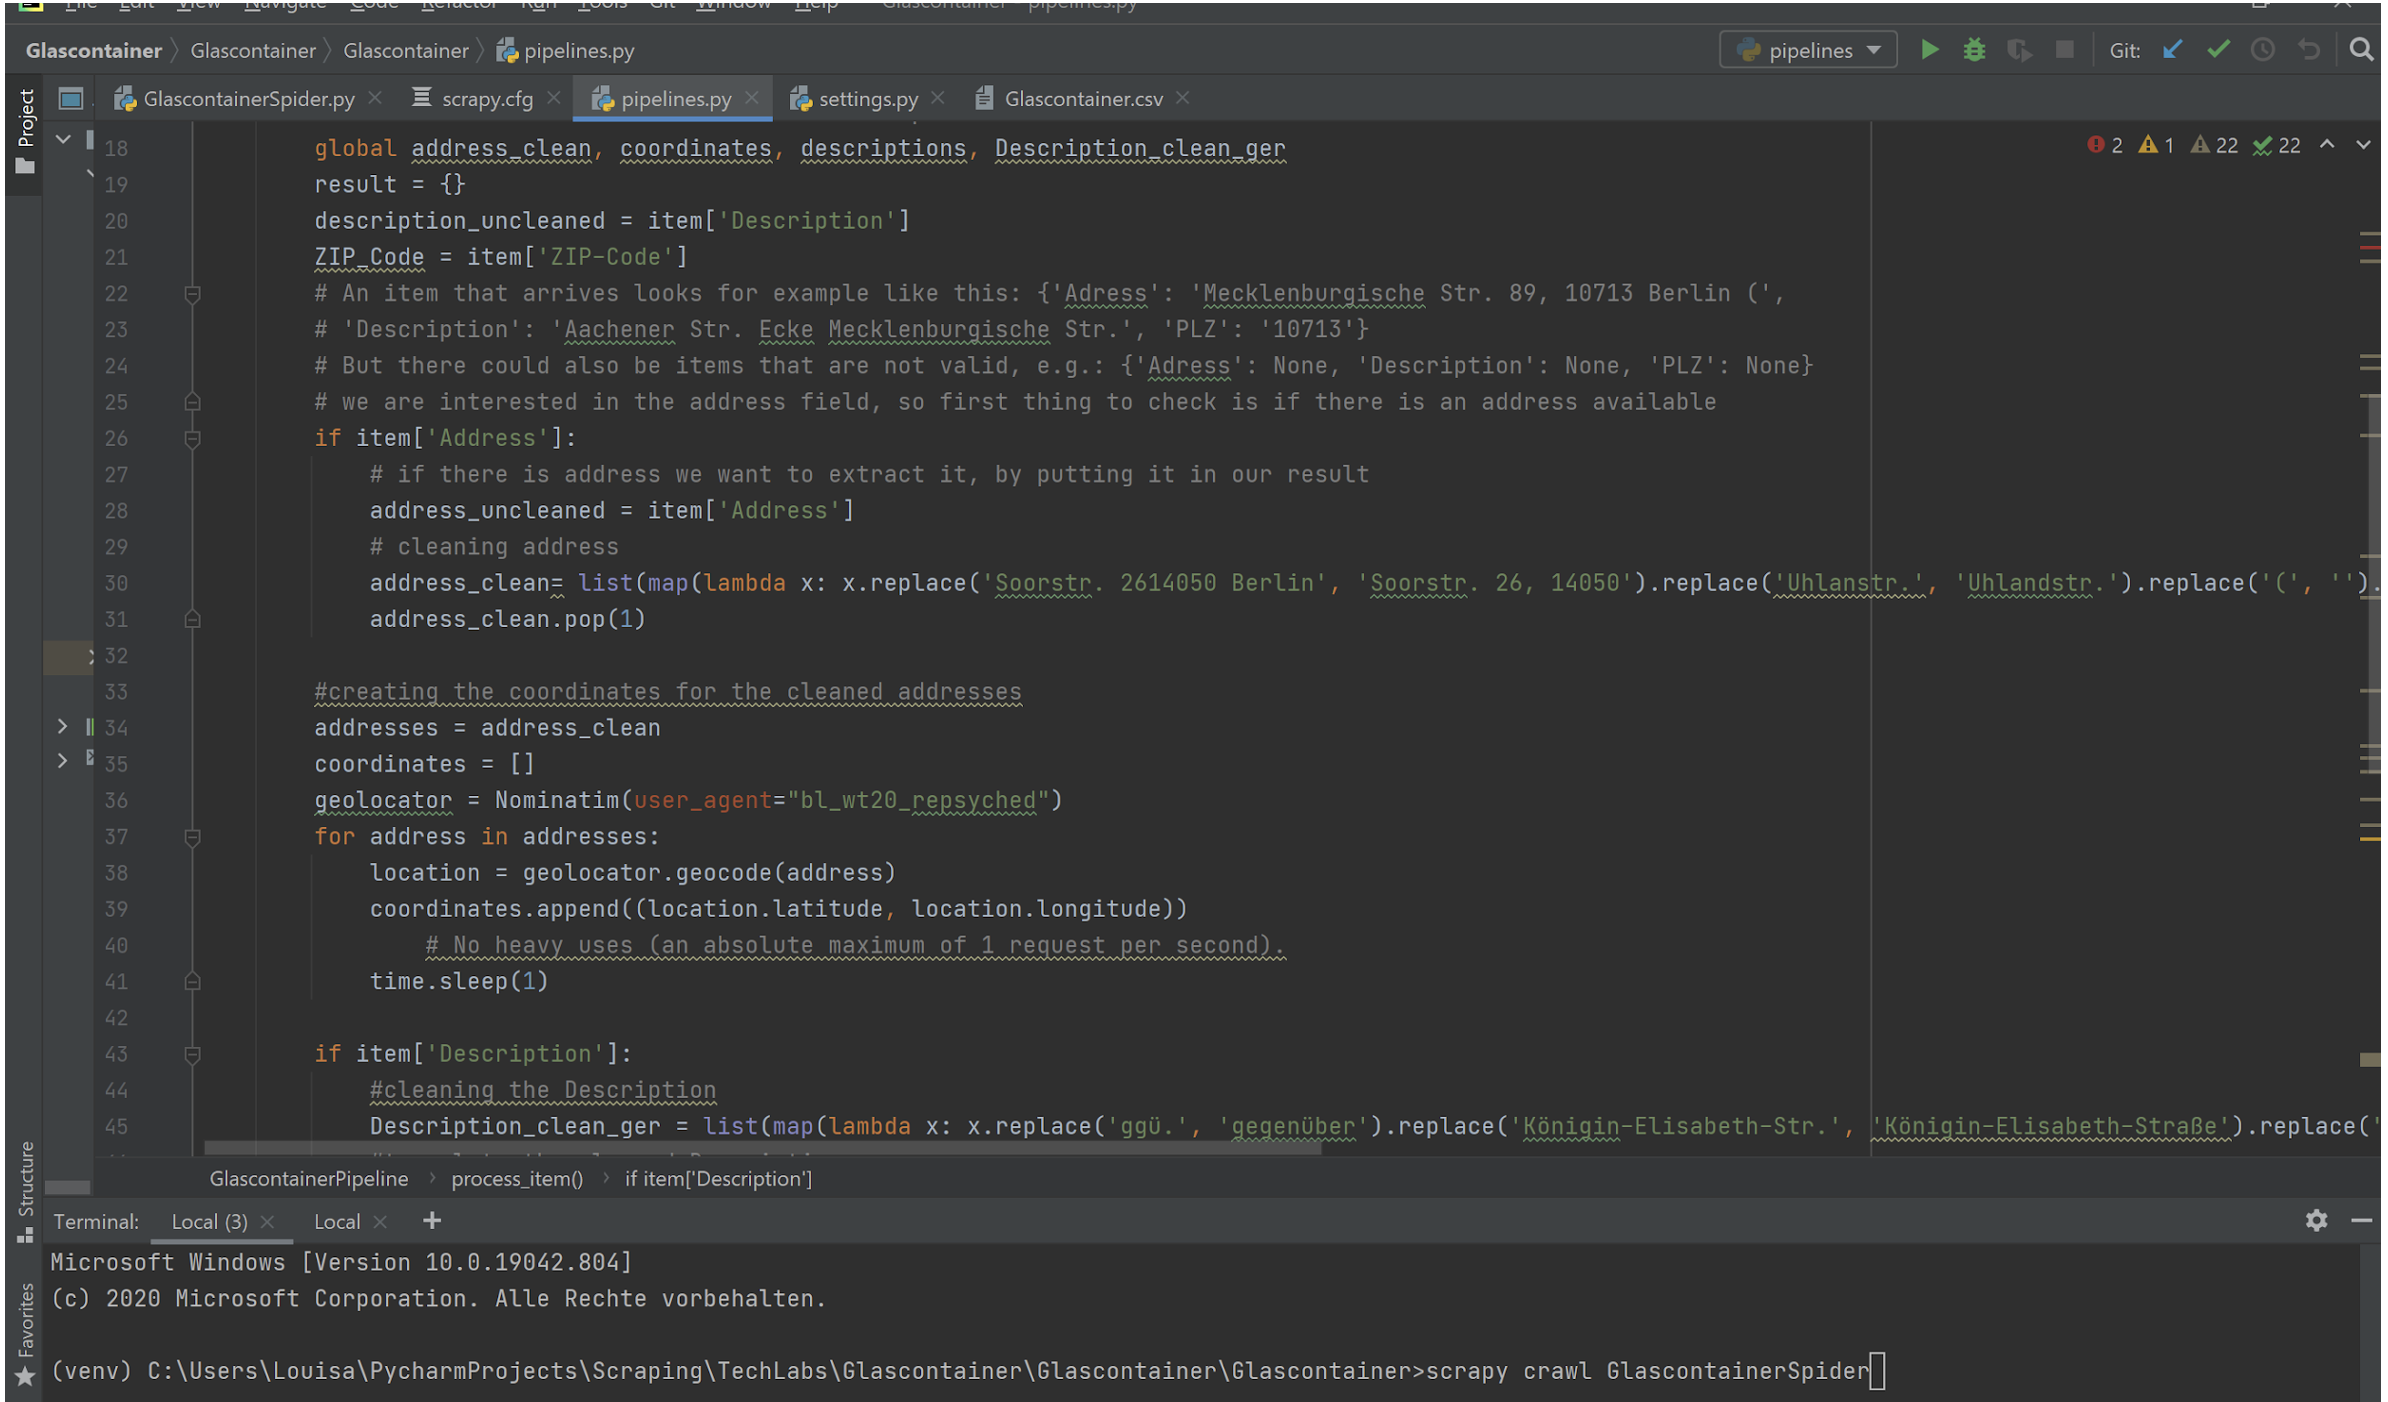 File Edit View Navigate Code Refactor Run Tools Git Window Help Glascontainer - pipelines.py
Glascontainer Glascontainer Glascontainer pipelines.py pipelines Git:
Project
GlascontainerSpider.py scrapy.cfg pipelines.py settings.py Glascontainer.csv
2 1 22 22
18 global address_clean, coordinates, descriptions, Description_clean_ger
19 result = {}
20 description_uncleaned = item['Description']
21 ZIP_Code = item['ZIP-Code']
22 # An item that arrives looks for example like this: {'Adress': 'Mecklenburgische Str. 89, 10713 Berlin (',
23 # 'Description': 'Aachener Str. Ecke Mecklenburgische Str.', 'PLZ': '10713'}
24 # But there could also be items that are not valid, e.g.: {'Adress': None, 'Description': None, 'PLZ': None}
25 # we are interested in the address field, so first thing to check is if there is an address available
26 if item['Address']:
27 # if there is address we want to extract it, by putting it in our result
28 address_uncleaned = item['Address']
29 # cleaning address
30 address_clean= list(map(lambda x: x.replace('Soorstr. 2614050 Berlin', 'Soorstr. 26, 14050').replace('Uhlanstr.', 'Uhlandstr.').replace('(', '').
31 address_clean.pop(1)
32
33 #creating the coordinates for the cleaned addresses
34 addresses = address_clean
35 coordinates = []
36 geolocator = Nominatim(user_agent="bl_wt20_repsyched")
37 for address in addresses:
38 location = geolocator.geocode(address)
39 coordinates.append((location.latitude, location.longitude))
40 # No heavy uses (an absolute maximum of 1 request per second).
41 time.sleep(1)
42
43 if item['Description']:
44 #cleaning the Description
45 Description_clean_ger = list(map(lambda x: x.replace('ggü.', 'gegenüber').replace('Königin-Elisabeth-Str.', 'Königin-Elisabeth-Straße').replace('
GlascontainerPipeline process_item() if item['Description']
Structure
Favorites
Terminal: Local (3) Local +
Microsoft Windows [Version 10.0.19042.804]
(c) 2020 Microsoft Corporation. Alle Rechte vorbehalten.
(venv) C:\Users\Louisa\PycharmProjects\Scraping\TechLabs\Glascontainer\Glascontainer\Glascontainer>scrapy crawl GlascontainerSpider